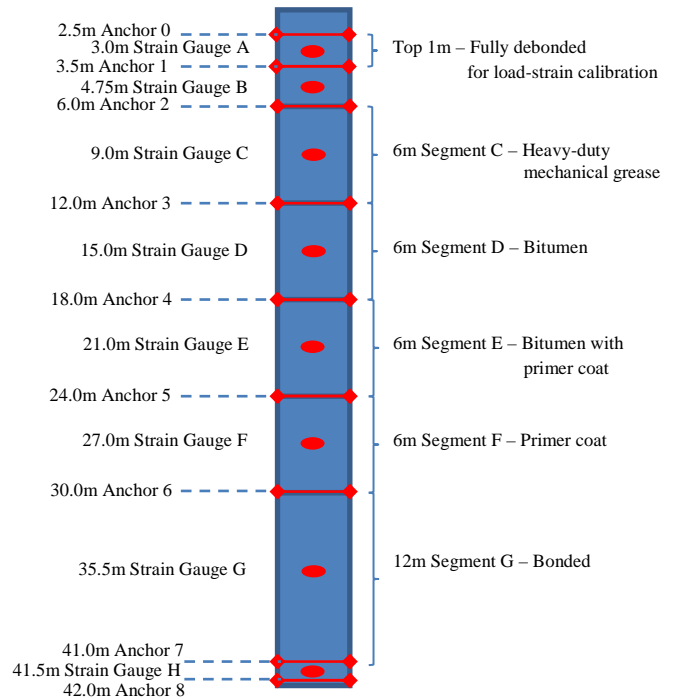 2.5m Anchor 0
3.0m Strain Gauge A
3.5m Anchor 1
4.75m Strain Gauge B
6.0m Anchor 2
9.0m Strain Gauge C
12.0m Anchor 3
15.0m Strain Gauge D
18.0m Anchor 4
21.0m Strain Gauge E
24.0m Anchor 5
27.0m Strain Gauge F
30.0m Anchor 6
35.5m Strain Gauge G
41.0m Anchor 7
41.5m Strain Gauge H
42.0m Anchor 8
Top 1m – Fully debonded
for load-strain calibration
6m Segment C – Heavy-duty
mechanical grease
6m Segment D – Bitumen
6m Segment E – Bitumen with
primer coat
6m Segment F – Primer coat
12m Segment G – Bonded